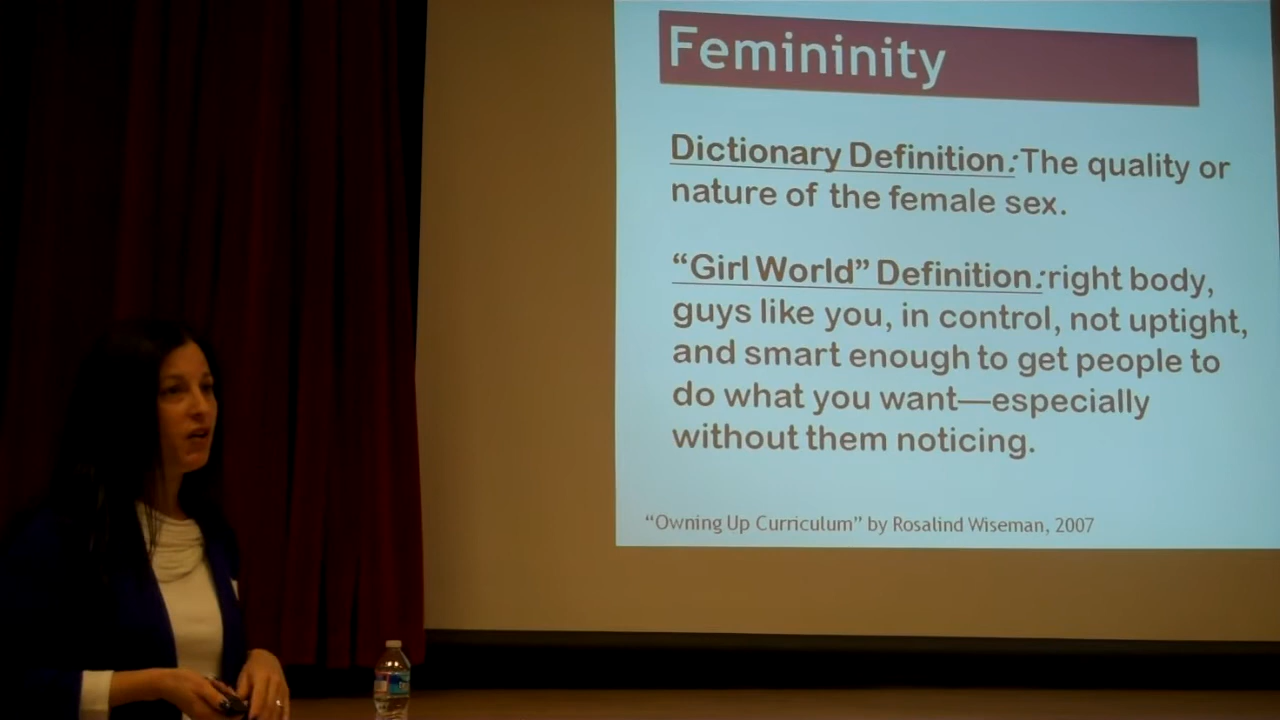 Femininity
Dictionary Definition: The quality or
nature of the female sex.
“Girl World” Definition: right body,
guys like you, in control, not uptight,
and smart enough to get people to
do what you want—especially
without them noticing.
“Owning Up Curriculum” by Rosalind Wiseman, 2007